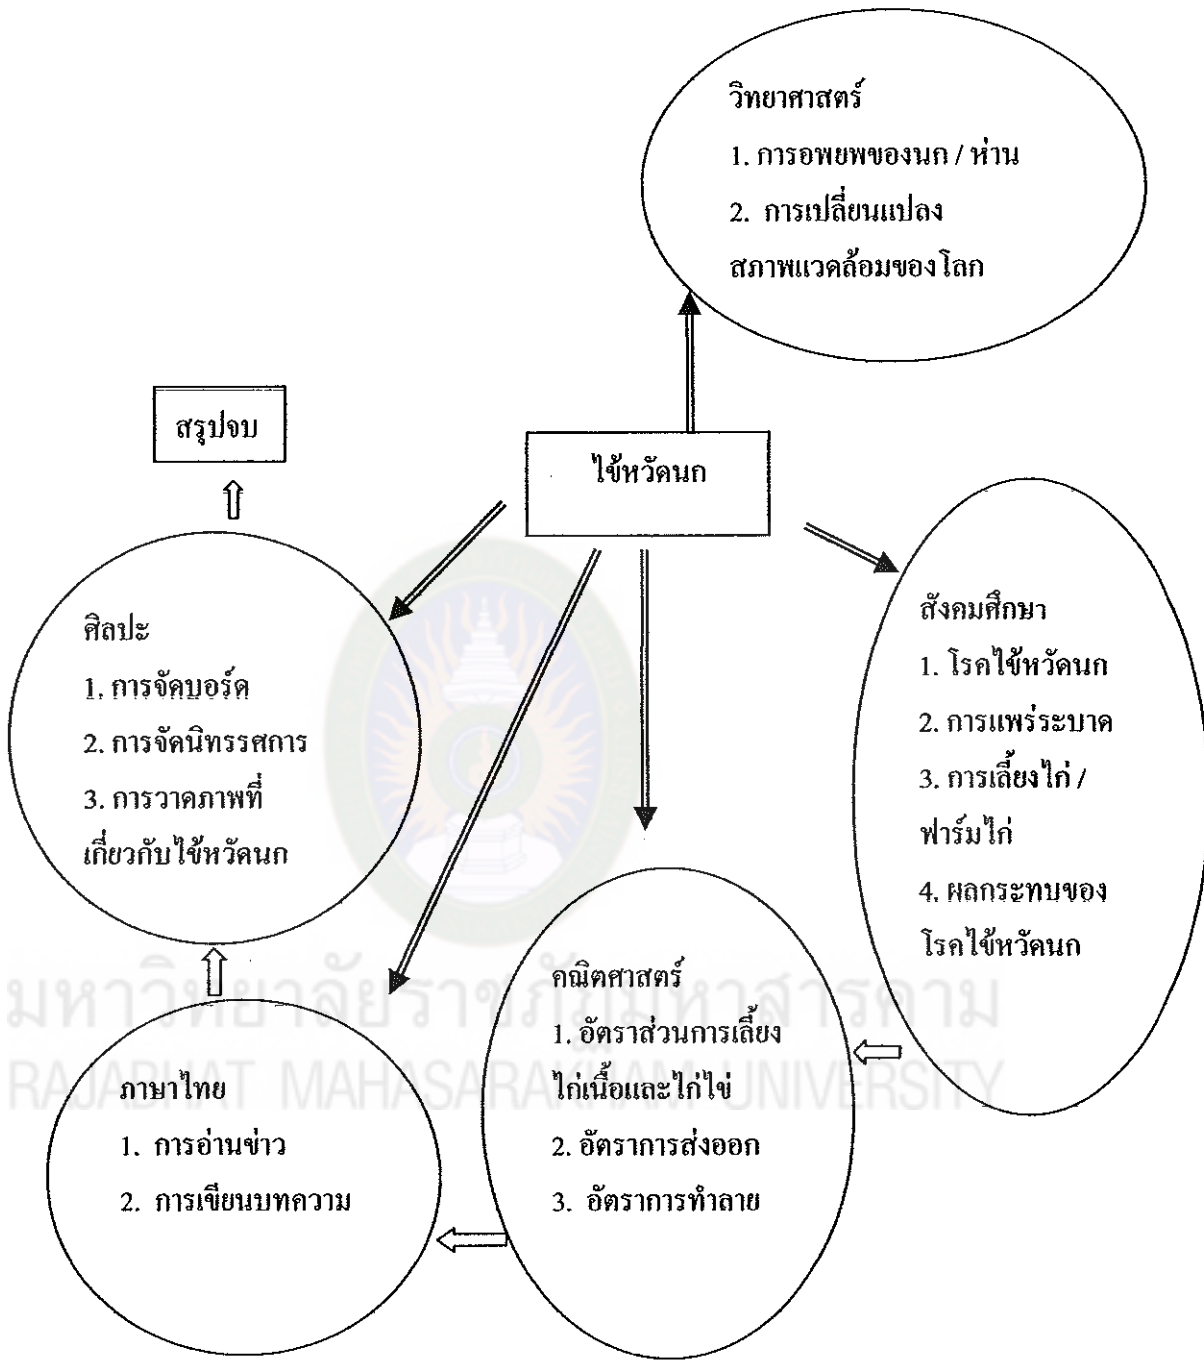 วิทยาศาสตร์
1. การอพยพของนก / ห่าน
2. การเปลี่ยนแปลง
สภาพแวดล้อมของโลก
สรุปจบ
ไข้หวัดนก
ศิลปะ
1. การจัดบอร์ด
2. การจัดนิทรรศการ
3. การวาดภาพที่
เกี่ยวกับไข้หวัดนก
สังคมศึกษา
1. โรคไข้หวัดนก
2. การแพร่ระบาด
3. การเลี้ยงไก่ /
ฟาร์มไก่
4. ผลกระทบของ
โรคไข้หวัดนก
คณิตศาสตร์
1. อัตราส่วนการเลี้ยง
ไก่เนื้อและไก่ไข่
2. อัตราการส่งออก
3. อัตราการทำลาย
ภาษาไทย
1. การอ่านข่าว
2. การเขียนบทความ
มหาวิทยาลัยราชภัฏมหาสารคาม
RAJABHAT MAHASARAKHAM UNIVERSITY